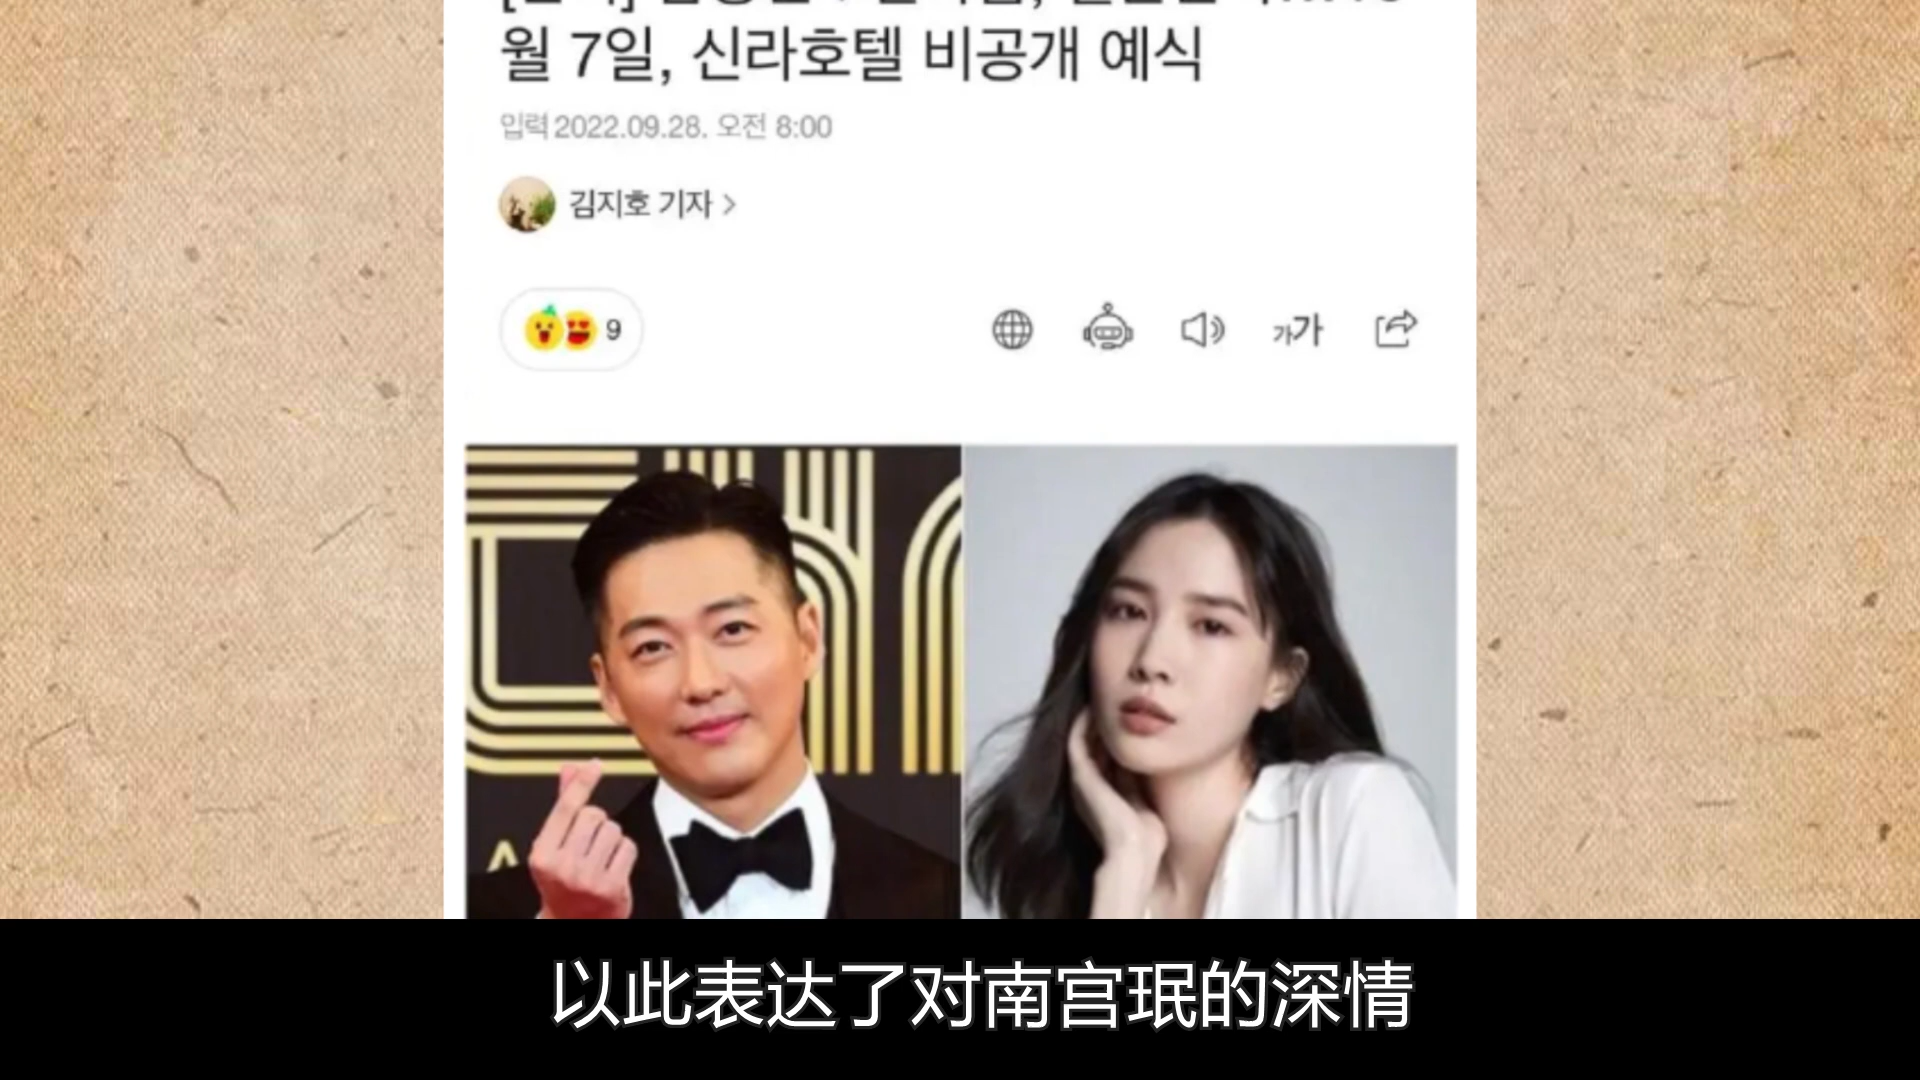 월 7일, 신라호텔 비공개 예식
입력 2022.09.28. 오전 8:00
김지호 기자 >
9
가가
以此表达了对南宫珉的深情